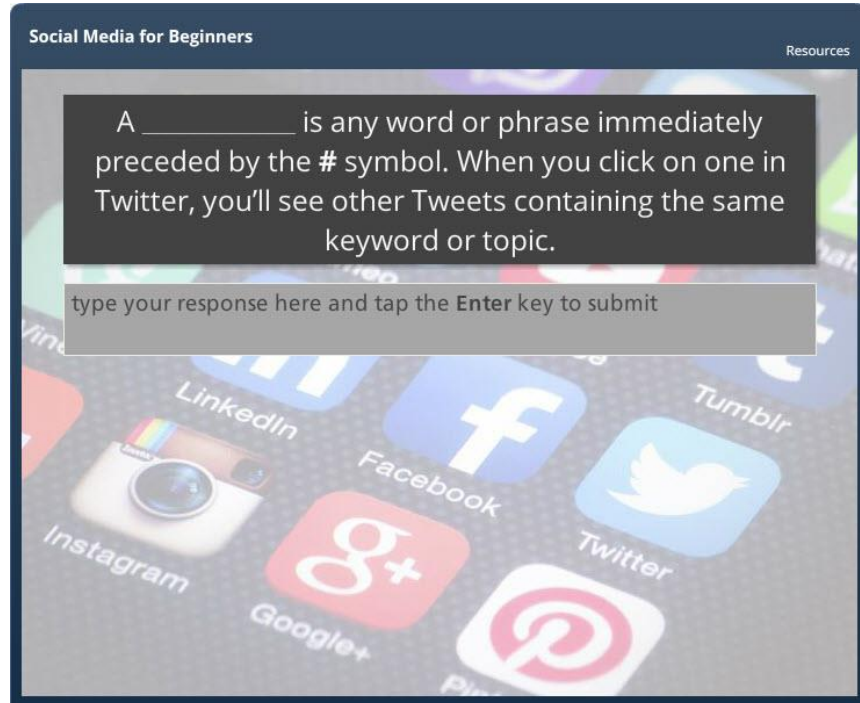 Social Media for Beginners
Resources
A ___________ is any word or phrase immediately
preceded by the # symbol. When you click on one in
Twitter, you’ll see other Tweets containing the same
keyword or topic.
type your response here and tap the Enter key to submit
LinkedIn
Tumblr
Facebook
Instagram
Twitter
Google+